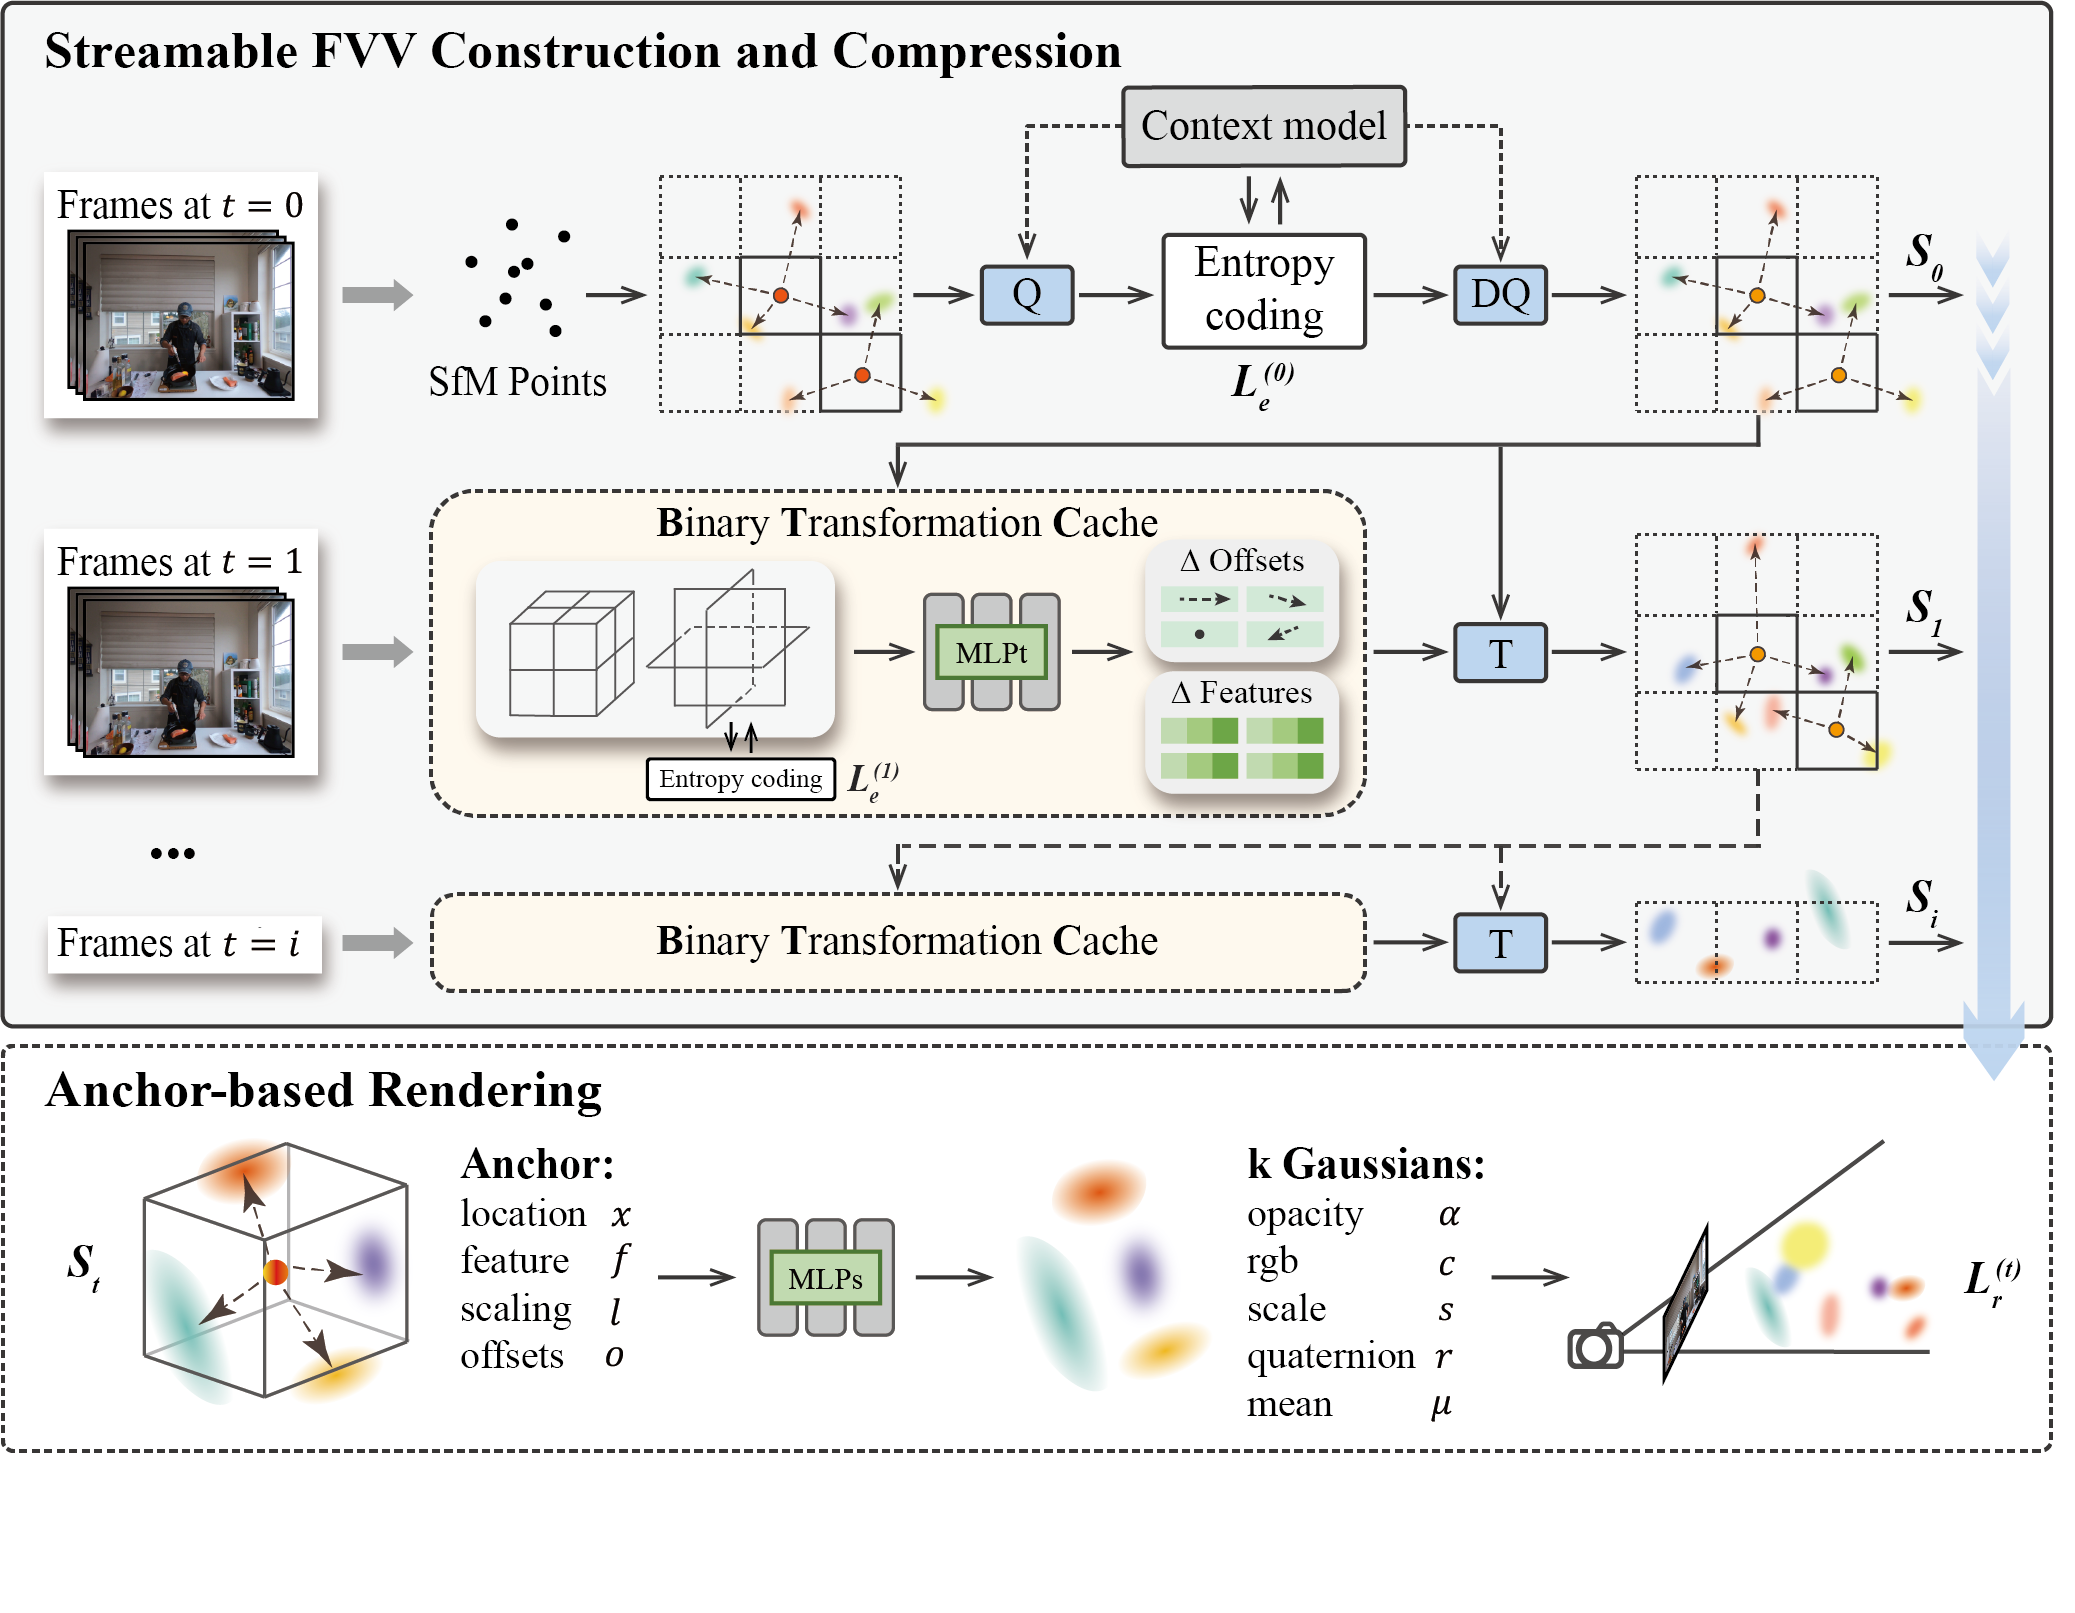 Streamable FVV Construction and Compression
Context model
Frames at t = 0
SfM Points
Q
Entropy
coding
L_e^(0)
DQ
S_0
Frames at t = 1
Binary Transformation Cache
MLPt
Δ Offsets
Δ Features
Entropy coding
L_e^(1)
T
S_1
...
Frames at t = i
Binary Transformation Cache
T
S_i
Anchor-based Rendering
S_t
Anchor:
location x
feature f
scaling l
offsets o
MLPs
k Gaussians:
opacity α
rgb c
scale s
quaternion r
mean μ
L_r^(t)